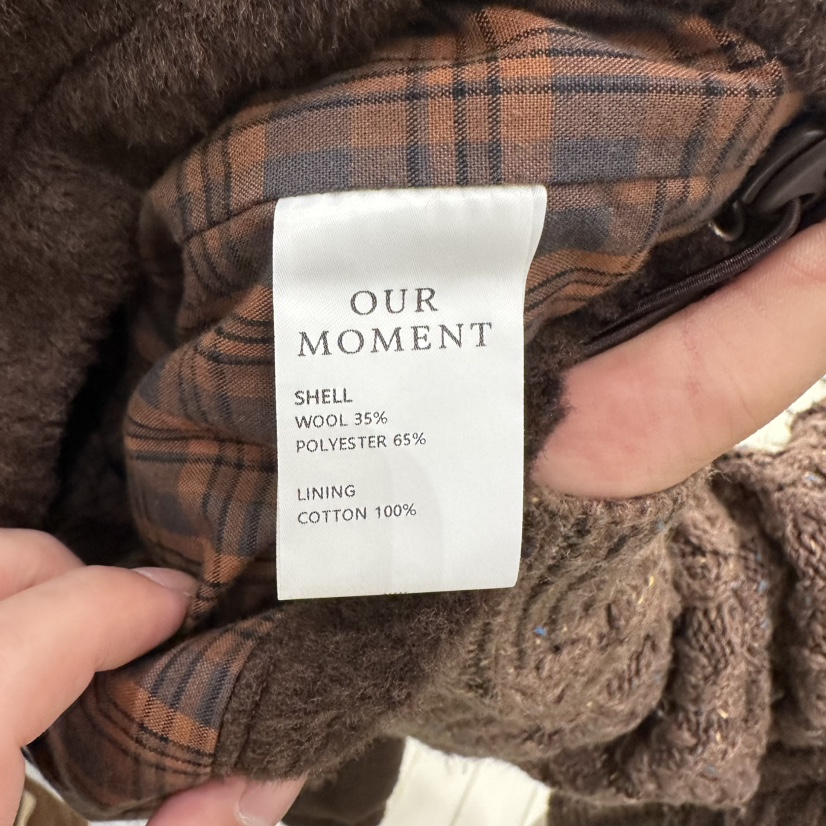 OUR
MOMENT
SHELL
WOOL 35%
POLYESTER 65%
LINING
COTTON 100%